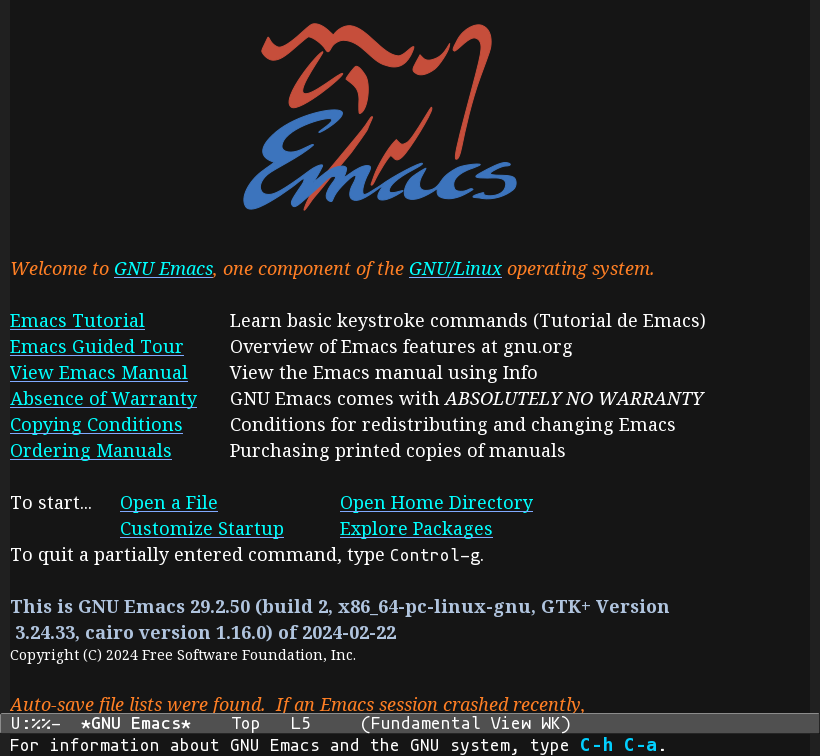 Emacs
Welcome to GNU Emacs, one component of the GNU/Linux operating system.
Emacs Tutorial Learn basic keystroke commands (Tutorial de Emacs)
Emacs Guided Tour Overview of Emacs features at gnu.org
View Emacs Manual View the Emacs manual using Info
Absence of Warranty GNU Emacs comes with ABSOLUTELY NO WARRANTY
Copying Conditions Conditions for redistributing and changing Emacs
Ordering Manuals Purchasing printed copies of manuals
To start... Open a File Open Home Directory
Customize Startup Explore Packages
To quit a partially entered command, type Control-g.
This is GNU Emacs 29.2.50 (build 2, x86_64-pc-linux-gnu, GTK+ Version
3.24.33, cairo version 1.16.0) of 2024-02-22
Copyright (C) 2024 Free Software Foundation, Inc.
Auto-save file lists were found.  If an Emacs session crashed recently,
U:%%-  *GNU Emacs*    Top   L5     (Fundamental View WK)
For information about GNU Emacs and the GNU system, type C-h C-a.